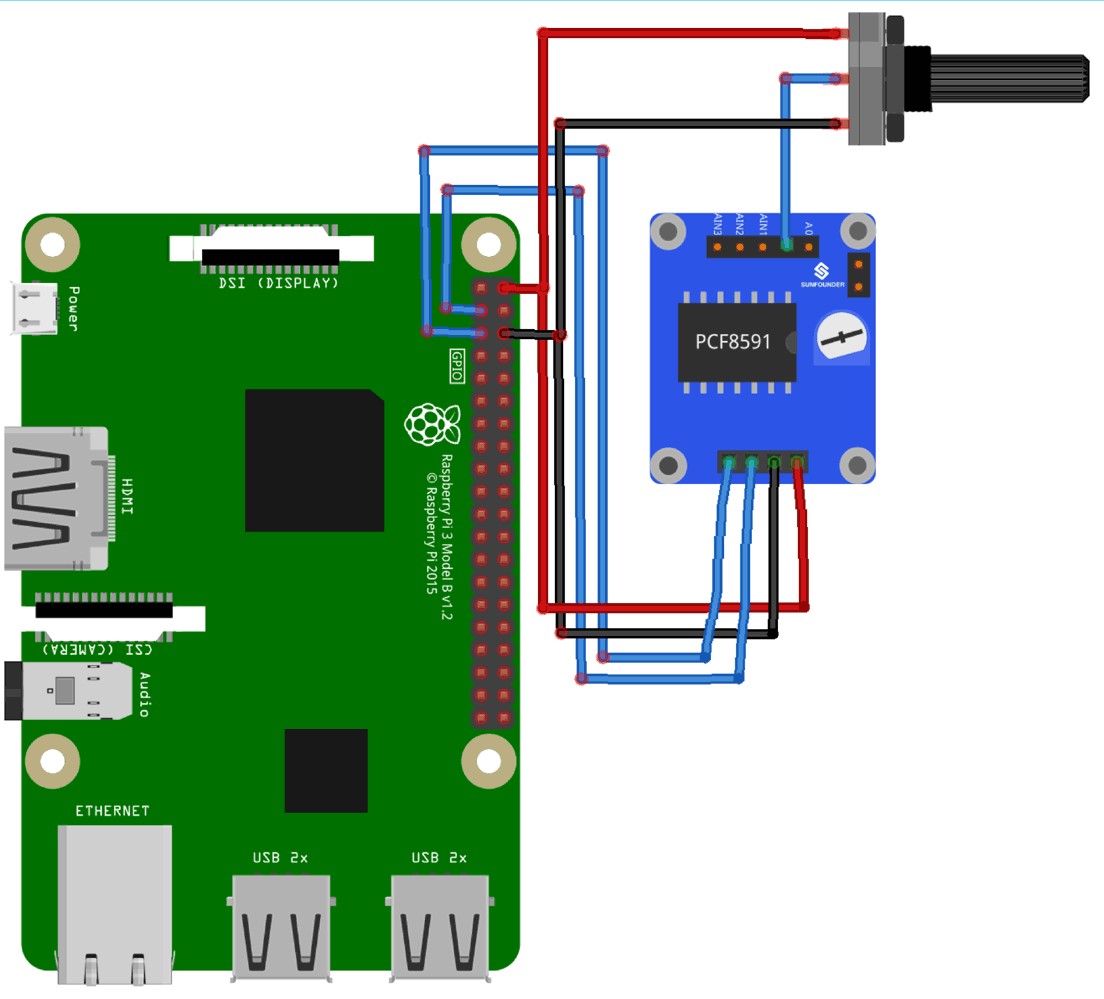 AIN3
AIN2
AIN1
A0
SUNFOUNDER
DSI (DISPLAY)
Power
PCF8591
GPIO
Raspberry Pi 3 Model B v1.2
© Raspberry Pi 2015
HDMI
CSI (CAMERA)
Audio
ETHERNET
USB 2x
USB 2x